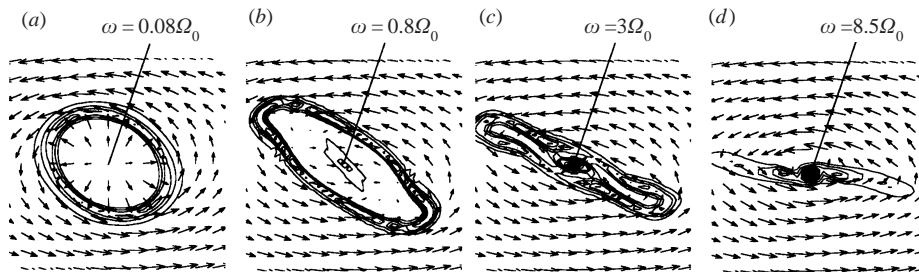 (a) ω = 0.08Ω₀
(b) ω = 0.8Ω₀
(c) ω = 3Ω₀
(d) ω = 8.5Ω₀